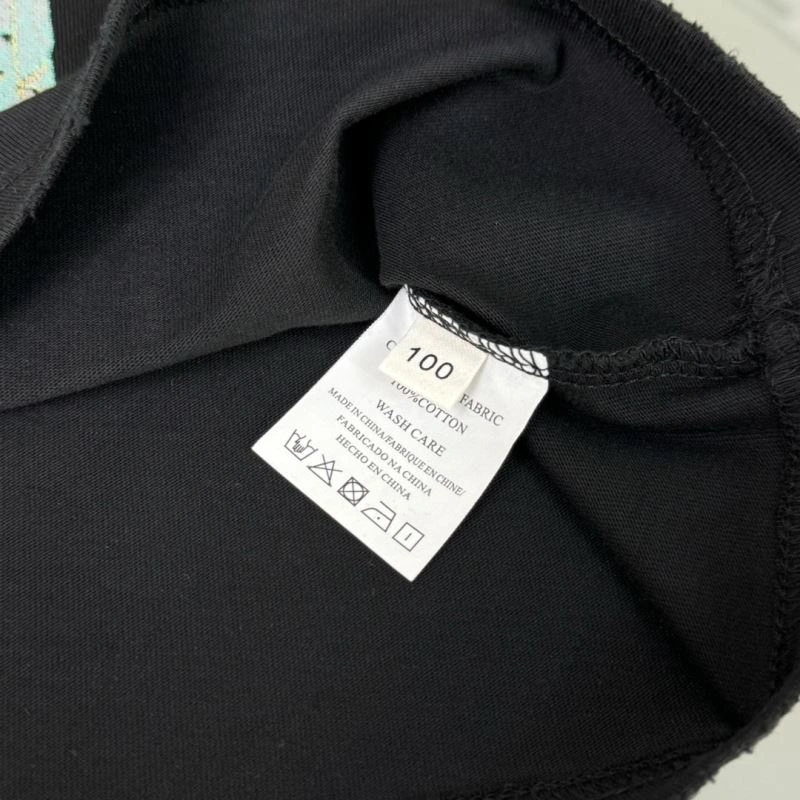 100
FABRIC
100%COTTON
WASH CARE
MADE IN CHINA/FABRIQUE EN CHINE/
FABRICADO NA CHINA
HECHO EN CHINA